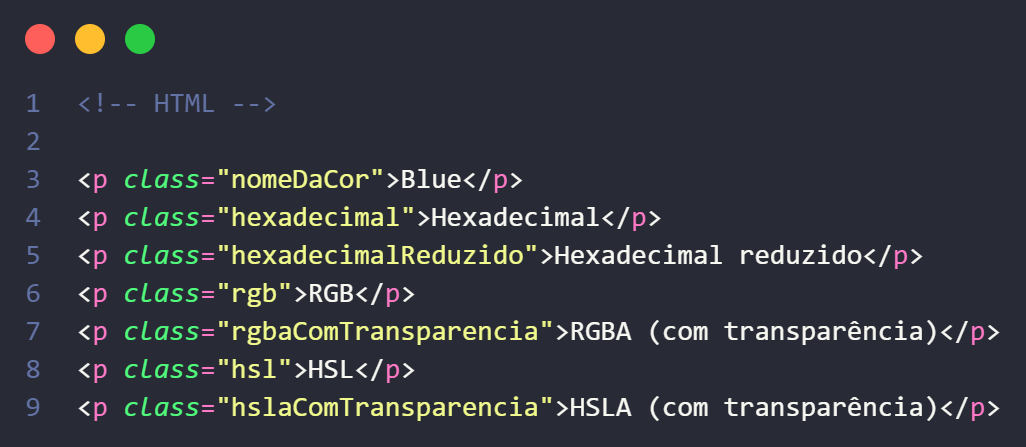 1 <!-- HTML -->
2
3 <p class="nomeDaCor">Blue</p>
4 <p class="hexadecimal">Hexadecimal</p>
5 <p class="hexadecimalReduzido">Hexadecimal reduzido</p>
6 <p class="rgb">RGB</p>
7 <p class="rgbaComTransparencia">RGBA (com transparência)</p>
8 <p class="hsl">HSL</p>
9 <p class="hslaComTransparencia">HSLA (com transparência)</p>